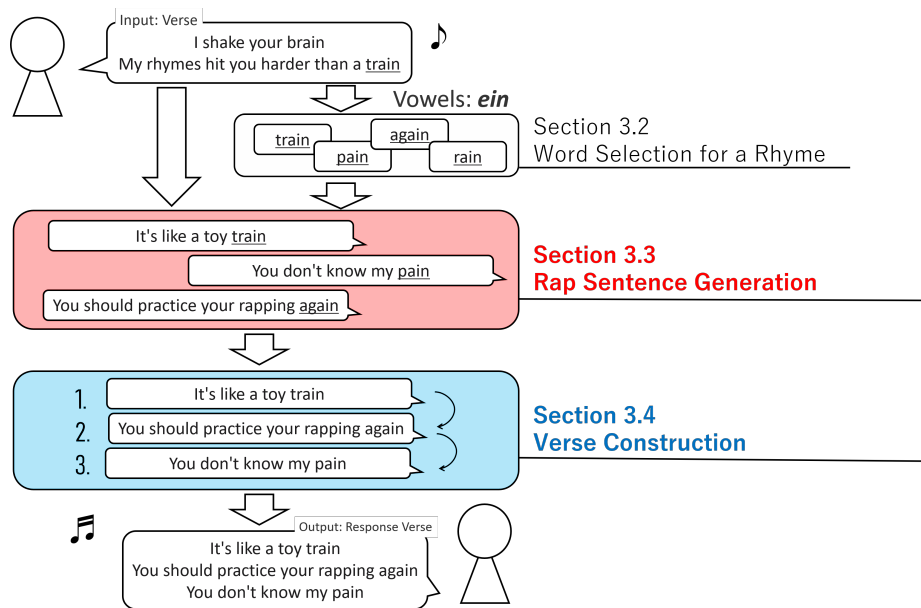 Input: Verse
I shake your brain
My rhymes hit you harder than a train
Vowels: ein
train
again
pain
rain
Section 3.2
Word Selection for a Rhyme
It's like a toy train
You don't know my pain
You should practice your rapping again
Section 3.3
Rap Sentence Generation
1. It's like a toy train
2. You should practice your rapping again
3. You don't know my pain
Section 3.4
Verse Construction
Output: Response Verse
It's like a toy train
You should practice your rapping again
You don't know my pain